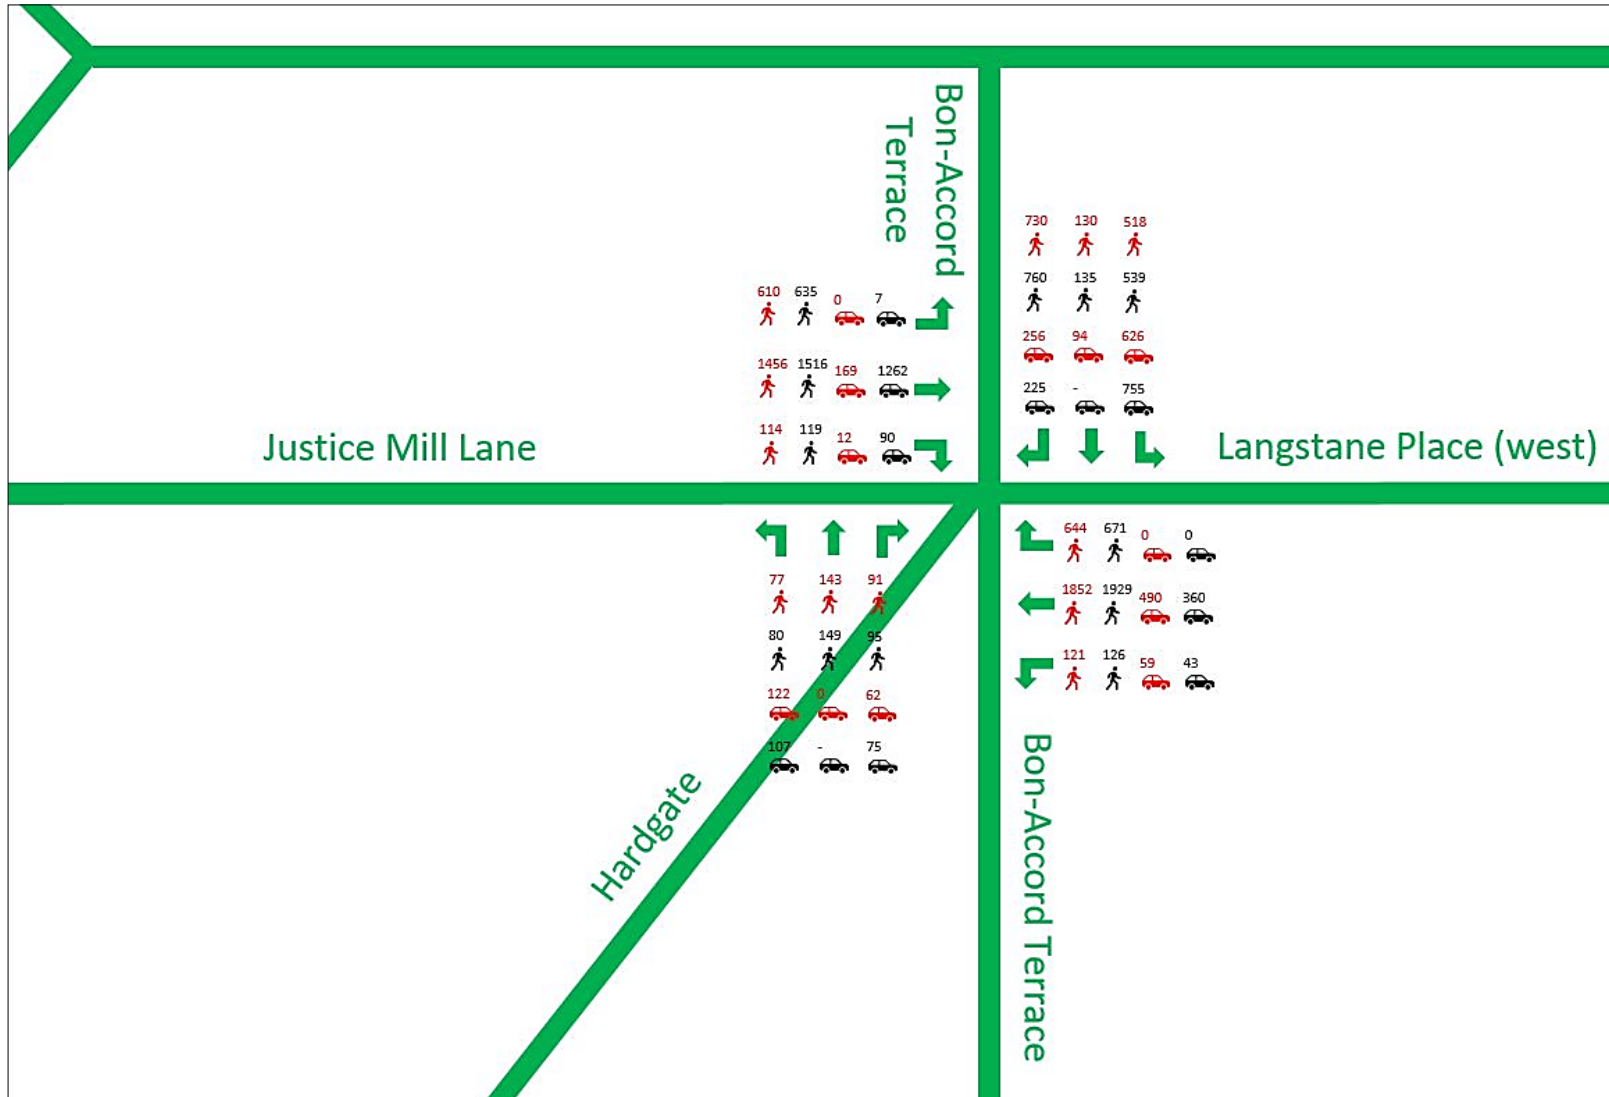 Bon-Accord
Terrace
730 130 518
760 135 539
610 635 0 7
256 94 626
1456 1516 169 1262
225 - 755
114 119 12 90
Justice Mill Lane
Langstane Place (west)
644 671 0 0
77 143 91
1852 1929 490 360
80 149 95
121 126 59 43
122 0 62
107 - 75
Hardgate
Bon-Accord Terrace